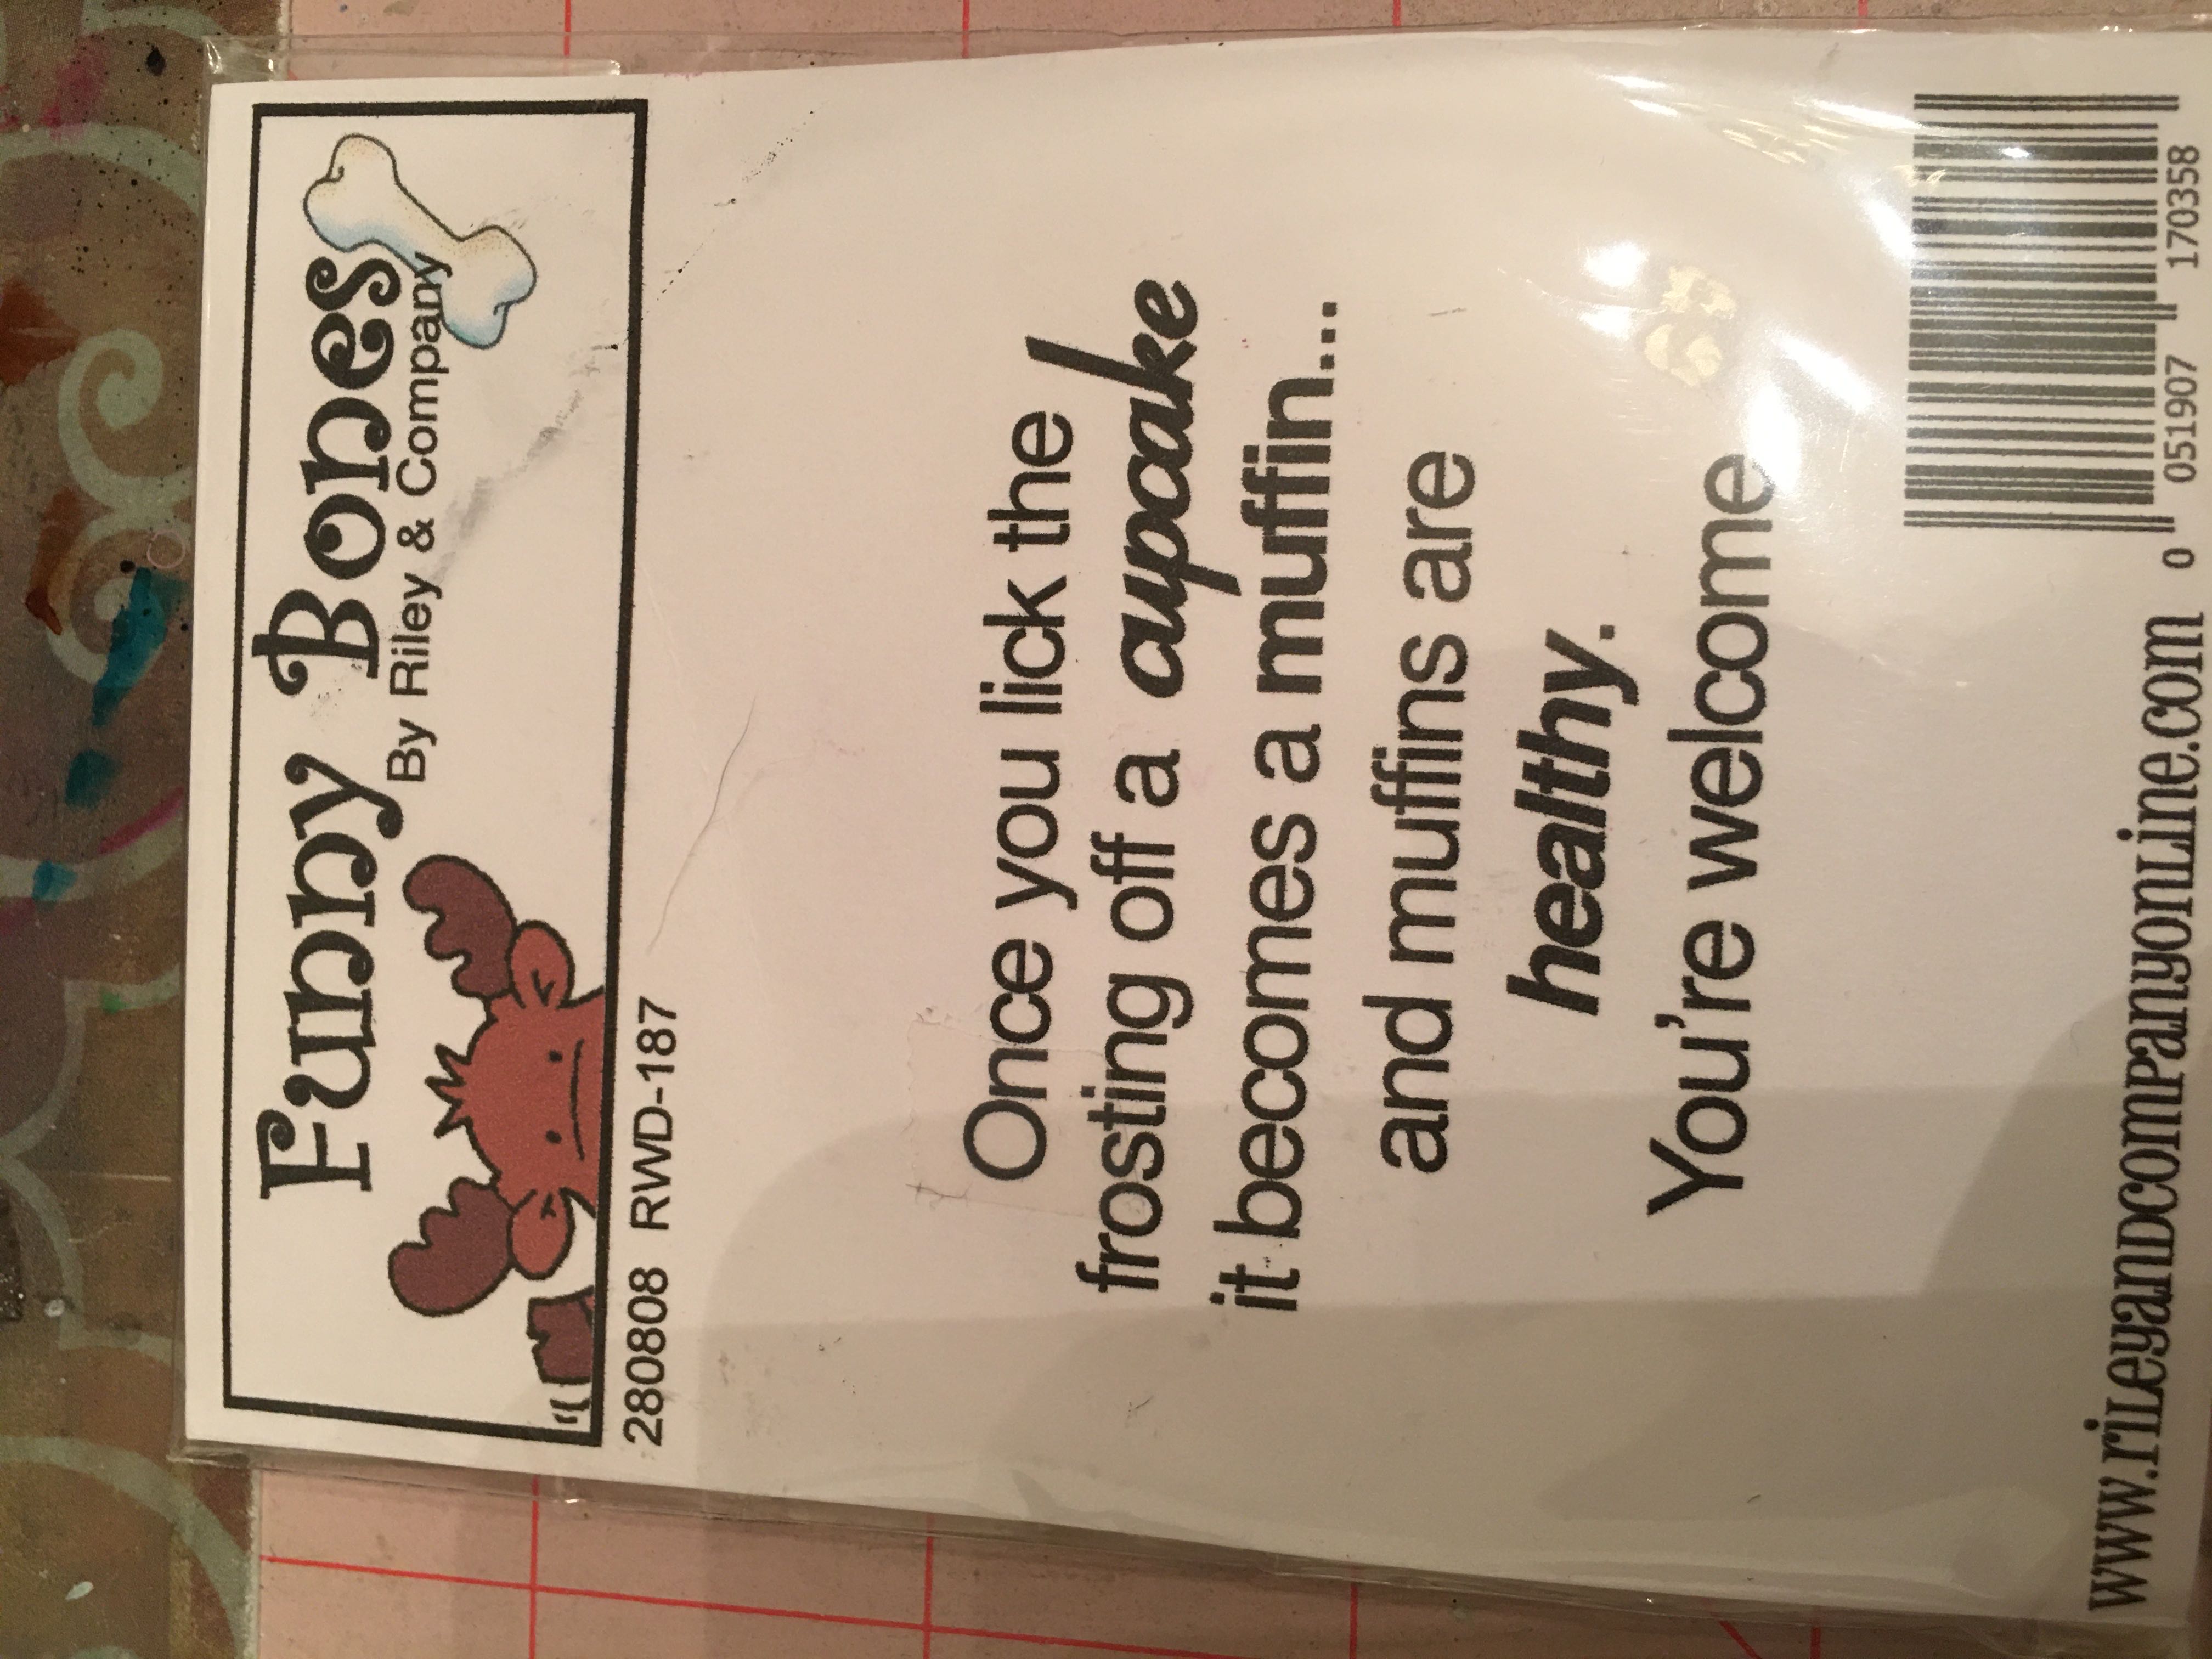 Funny Bones
By Riley & Company
280808 RWD-187
Once you lick the
frosting off a cupcake
it becomes a muffin...
and muffins are
healthy.
You're welcome
0 051907 170358
www.rileyandcompanyonline.com